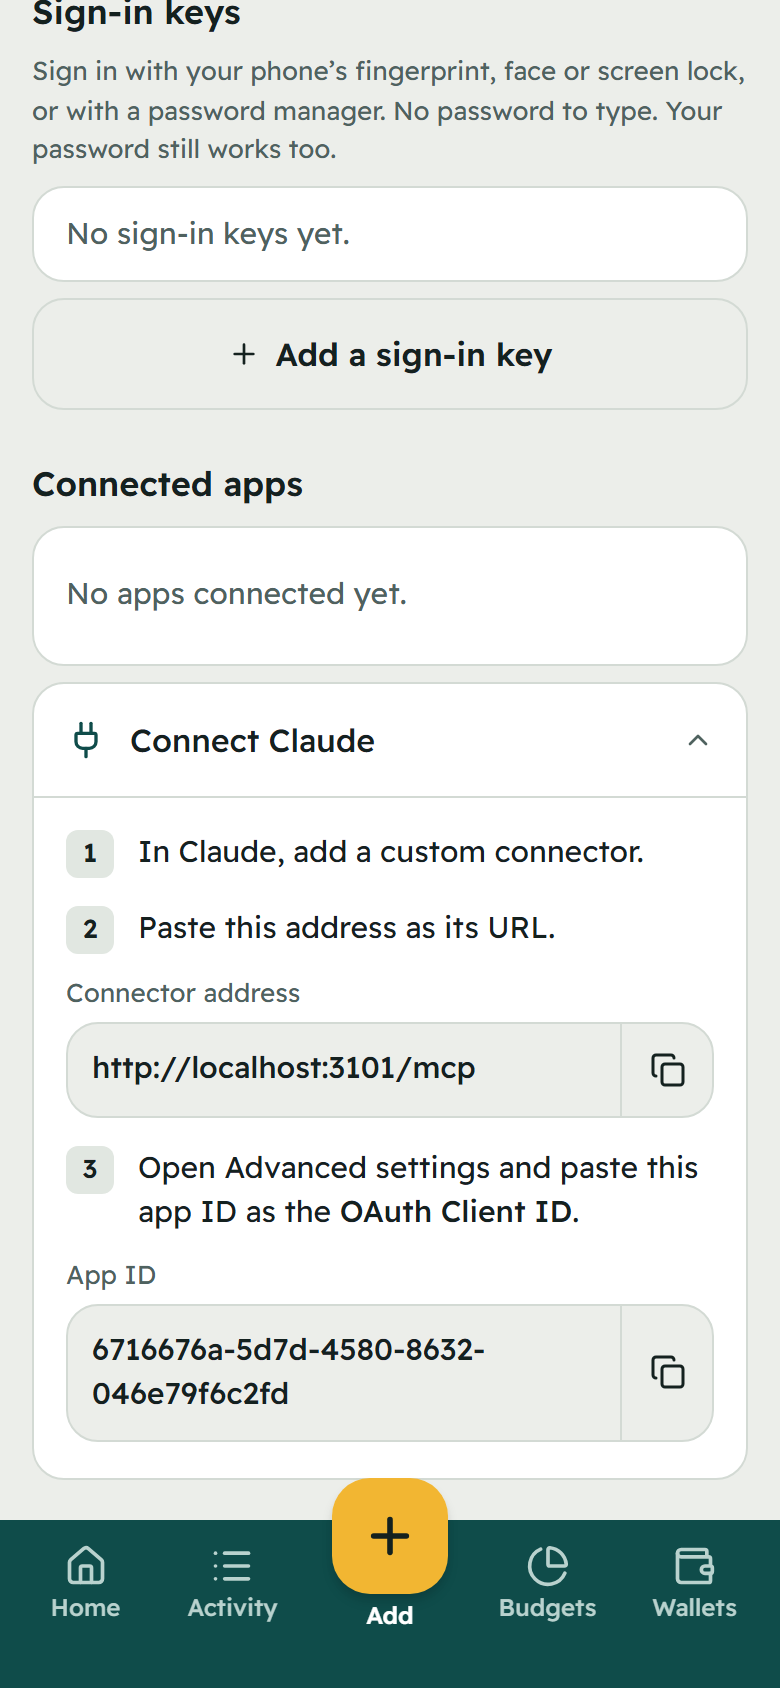 Sign-in keys
Sign in with your phone’s fingerprint, face or screen lock,
or with a password manager. No password to type. Your
password still works too.
No sign-in keys yet.
Add a sign-in key
Connected apps
No apps connected yet.
Connect Claude
1 In Claude, add a custom connector.
2 Paste this address as its URL.
Connector address
http://localhost:3101/mcp
3 Open Advanced settings and paste this
app ID as the OAuth Client ID.
App ID
6716676a-5d7d-4580-8632-
046e79f6c2fd
Home Activity Add Budgets Wallets